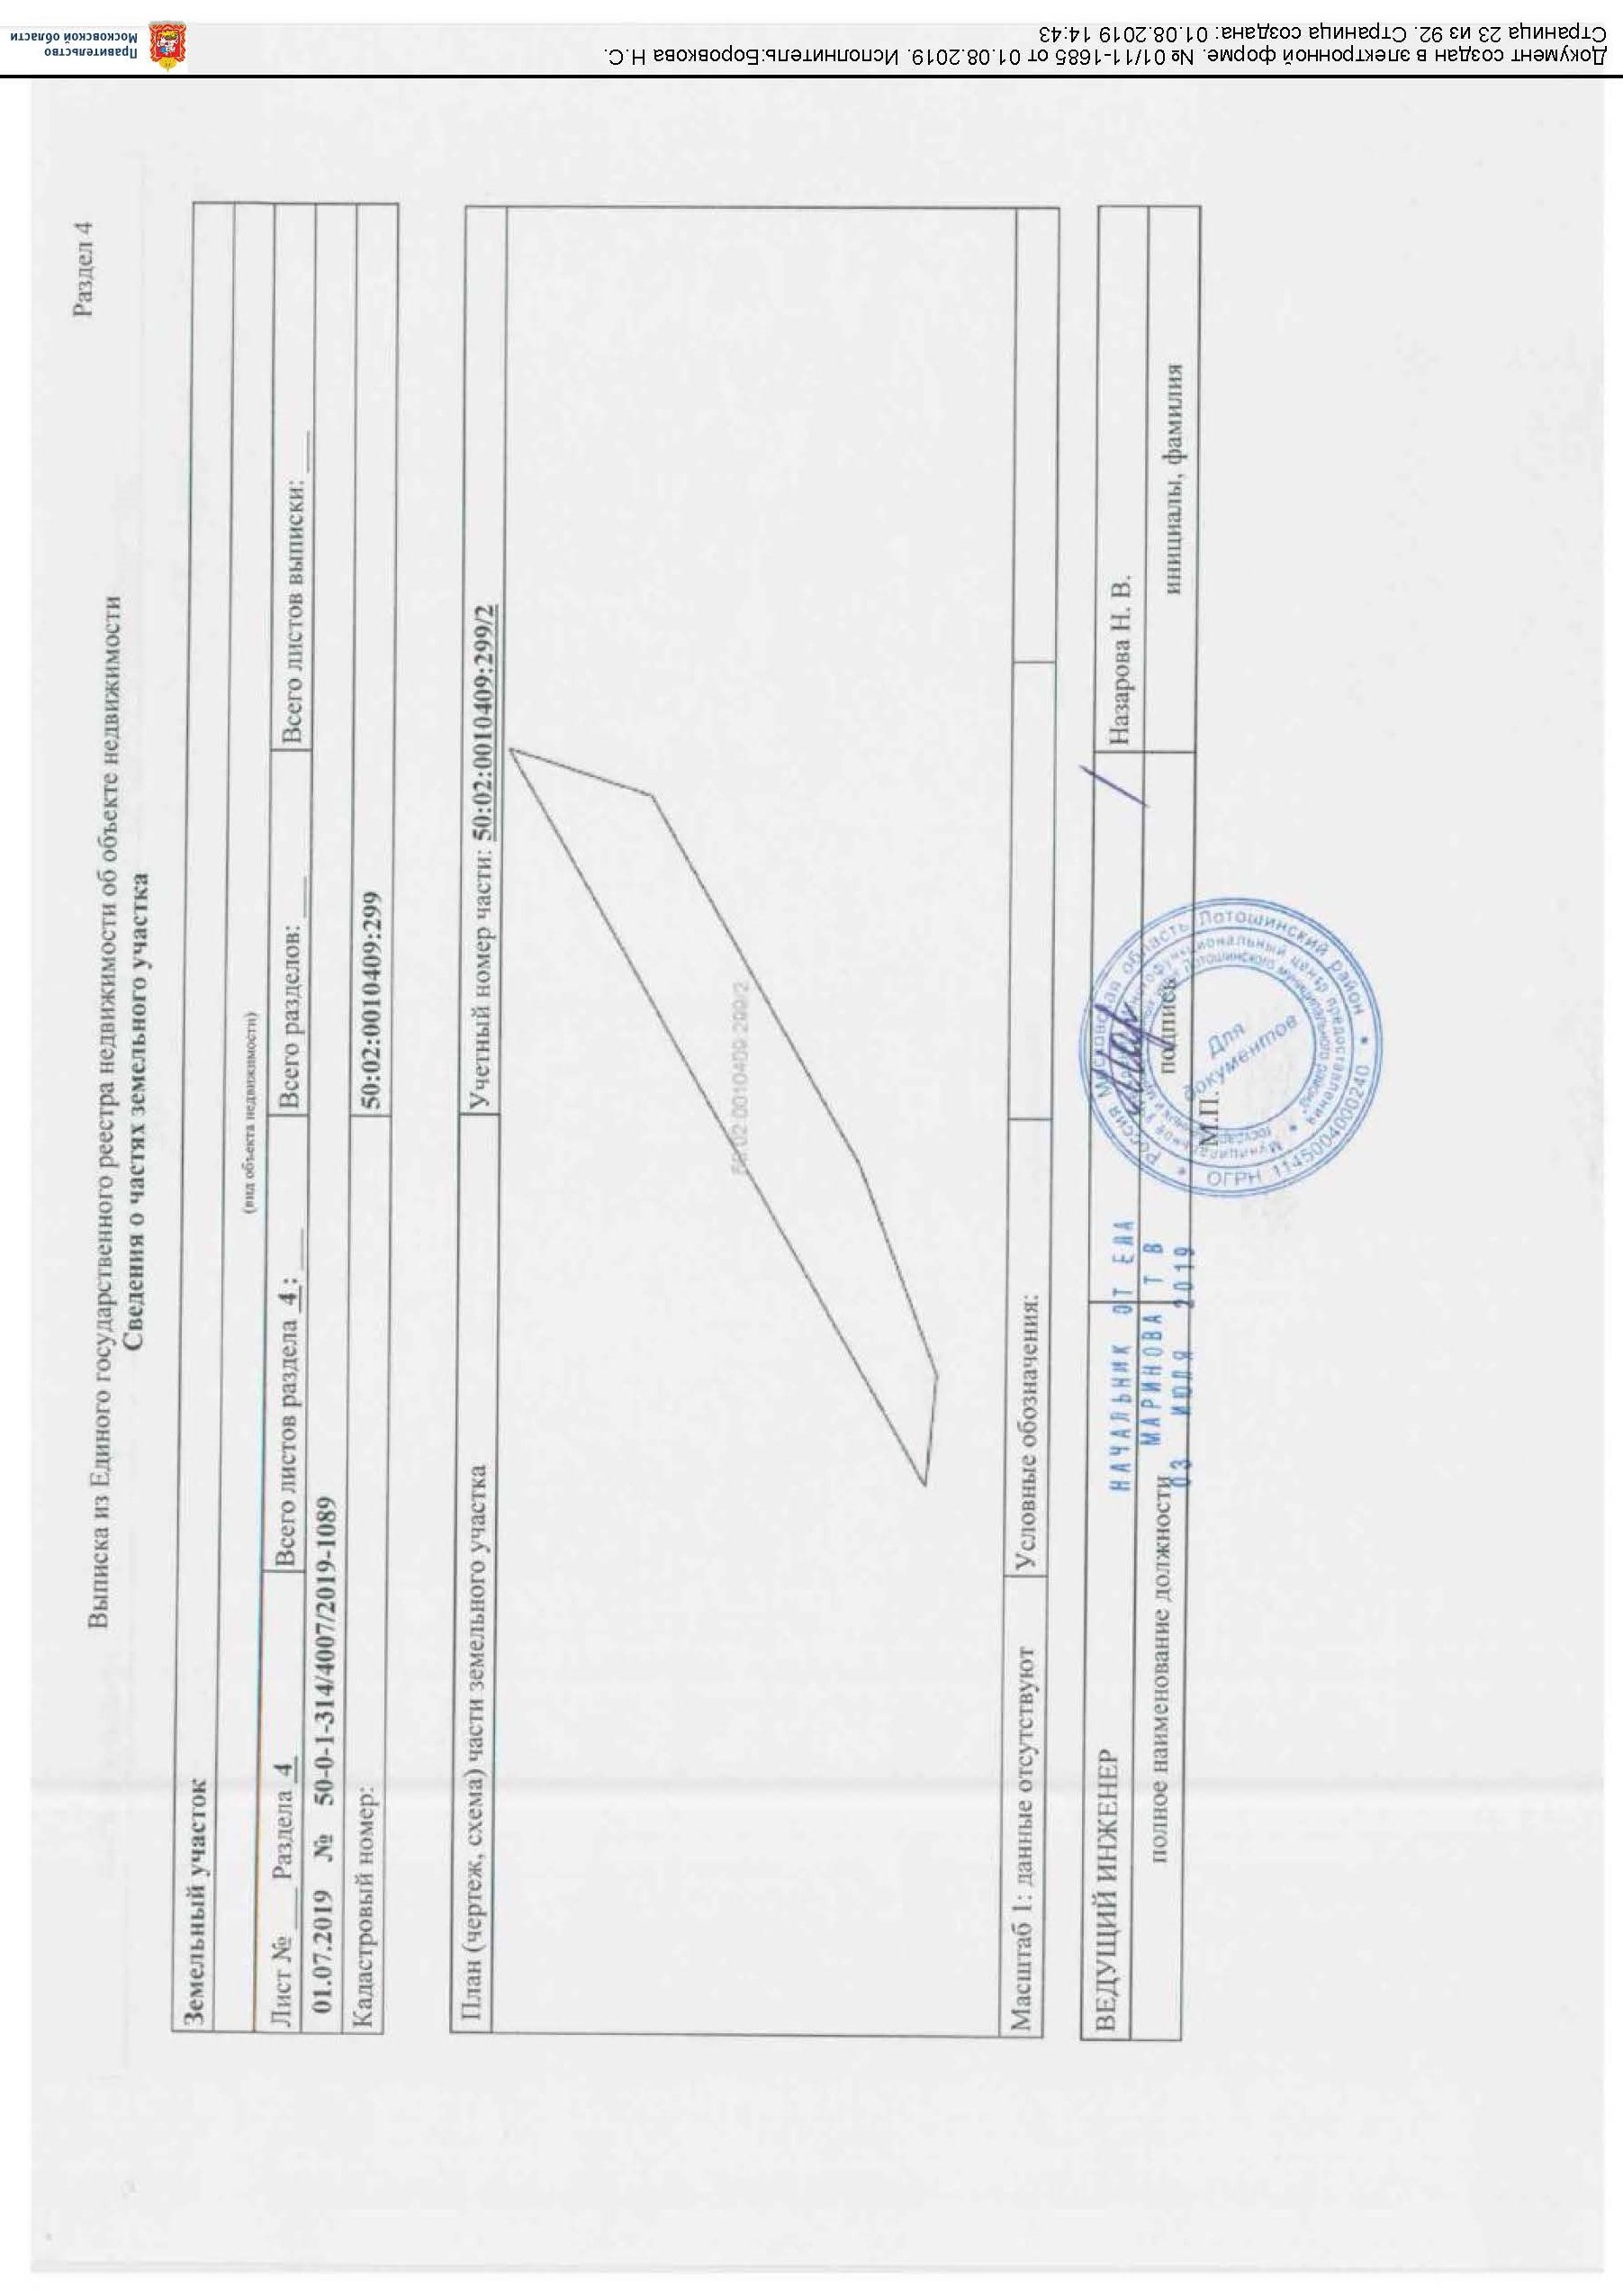 Документ создан в электронной форме. № 01/11-1685 от 01.08.2019. Исполнитель:Боровкова Н.С.
Страница 23 из 92. Страница создана: 01.08.2019 14:43
Правительство
Московской области
Раздел 4
Выписка из Единого государственного реестра недвижимости об объекте недвижимости
Сведения о частях земельного участка
Земельный участок
(вид объекта недвижимости)
Лист № ___ Раздела 4 Всего листов раздела 4 : ___ Всего разделов: ___ Всего листов выписки: ___
01.07.2019 № 50-0-1-314/4007/2019-1089
Кадастровый номер: 50:02:0010409:299
План (чертеж, схема) части земельного участка Учетный номер части: 50:02:0010409:299/2
50:02:0010409:299/2
Масштаб 1: данные отсутствуют Условные обозначения:
ВЕДУЩИЙ ИНЖЕНЕР Назарова Н. В.
полное наименование должности подпись инициалы, фамилия
М.П.
НАЧАЛЬНИК ОТ ЕЛА
МАРИНОВА Т В
03 ИЮЛЯ 2019
Россия Московская область Лотошинский район
ОГРН 1145004000240
Для
документов